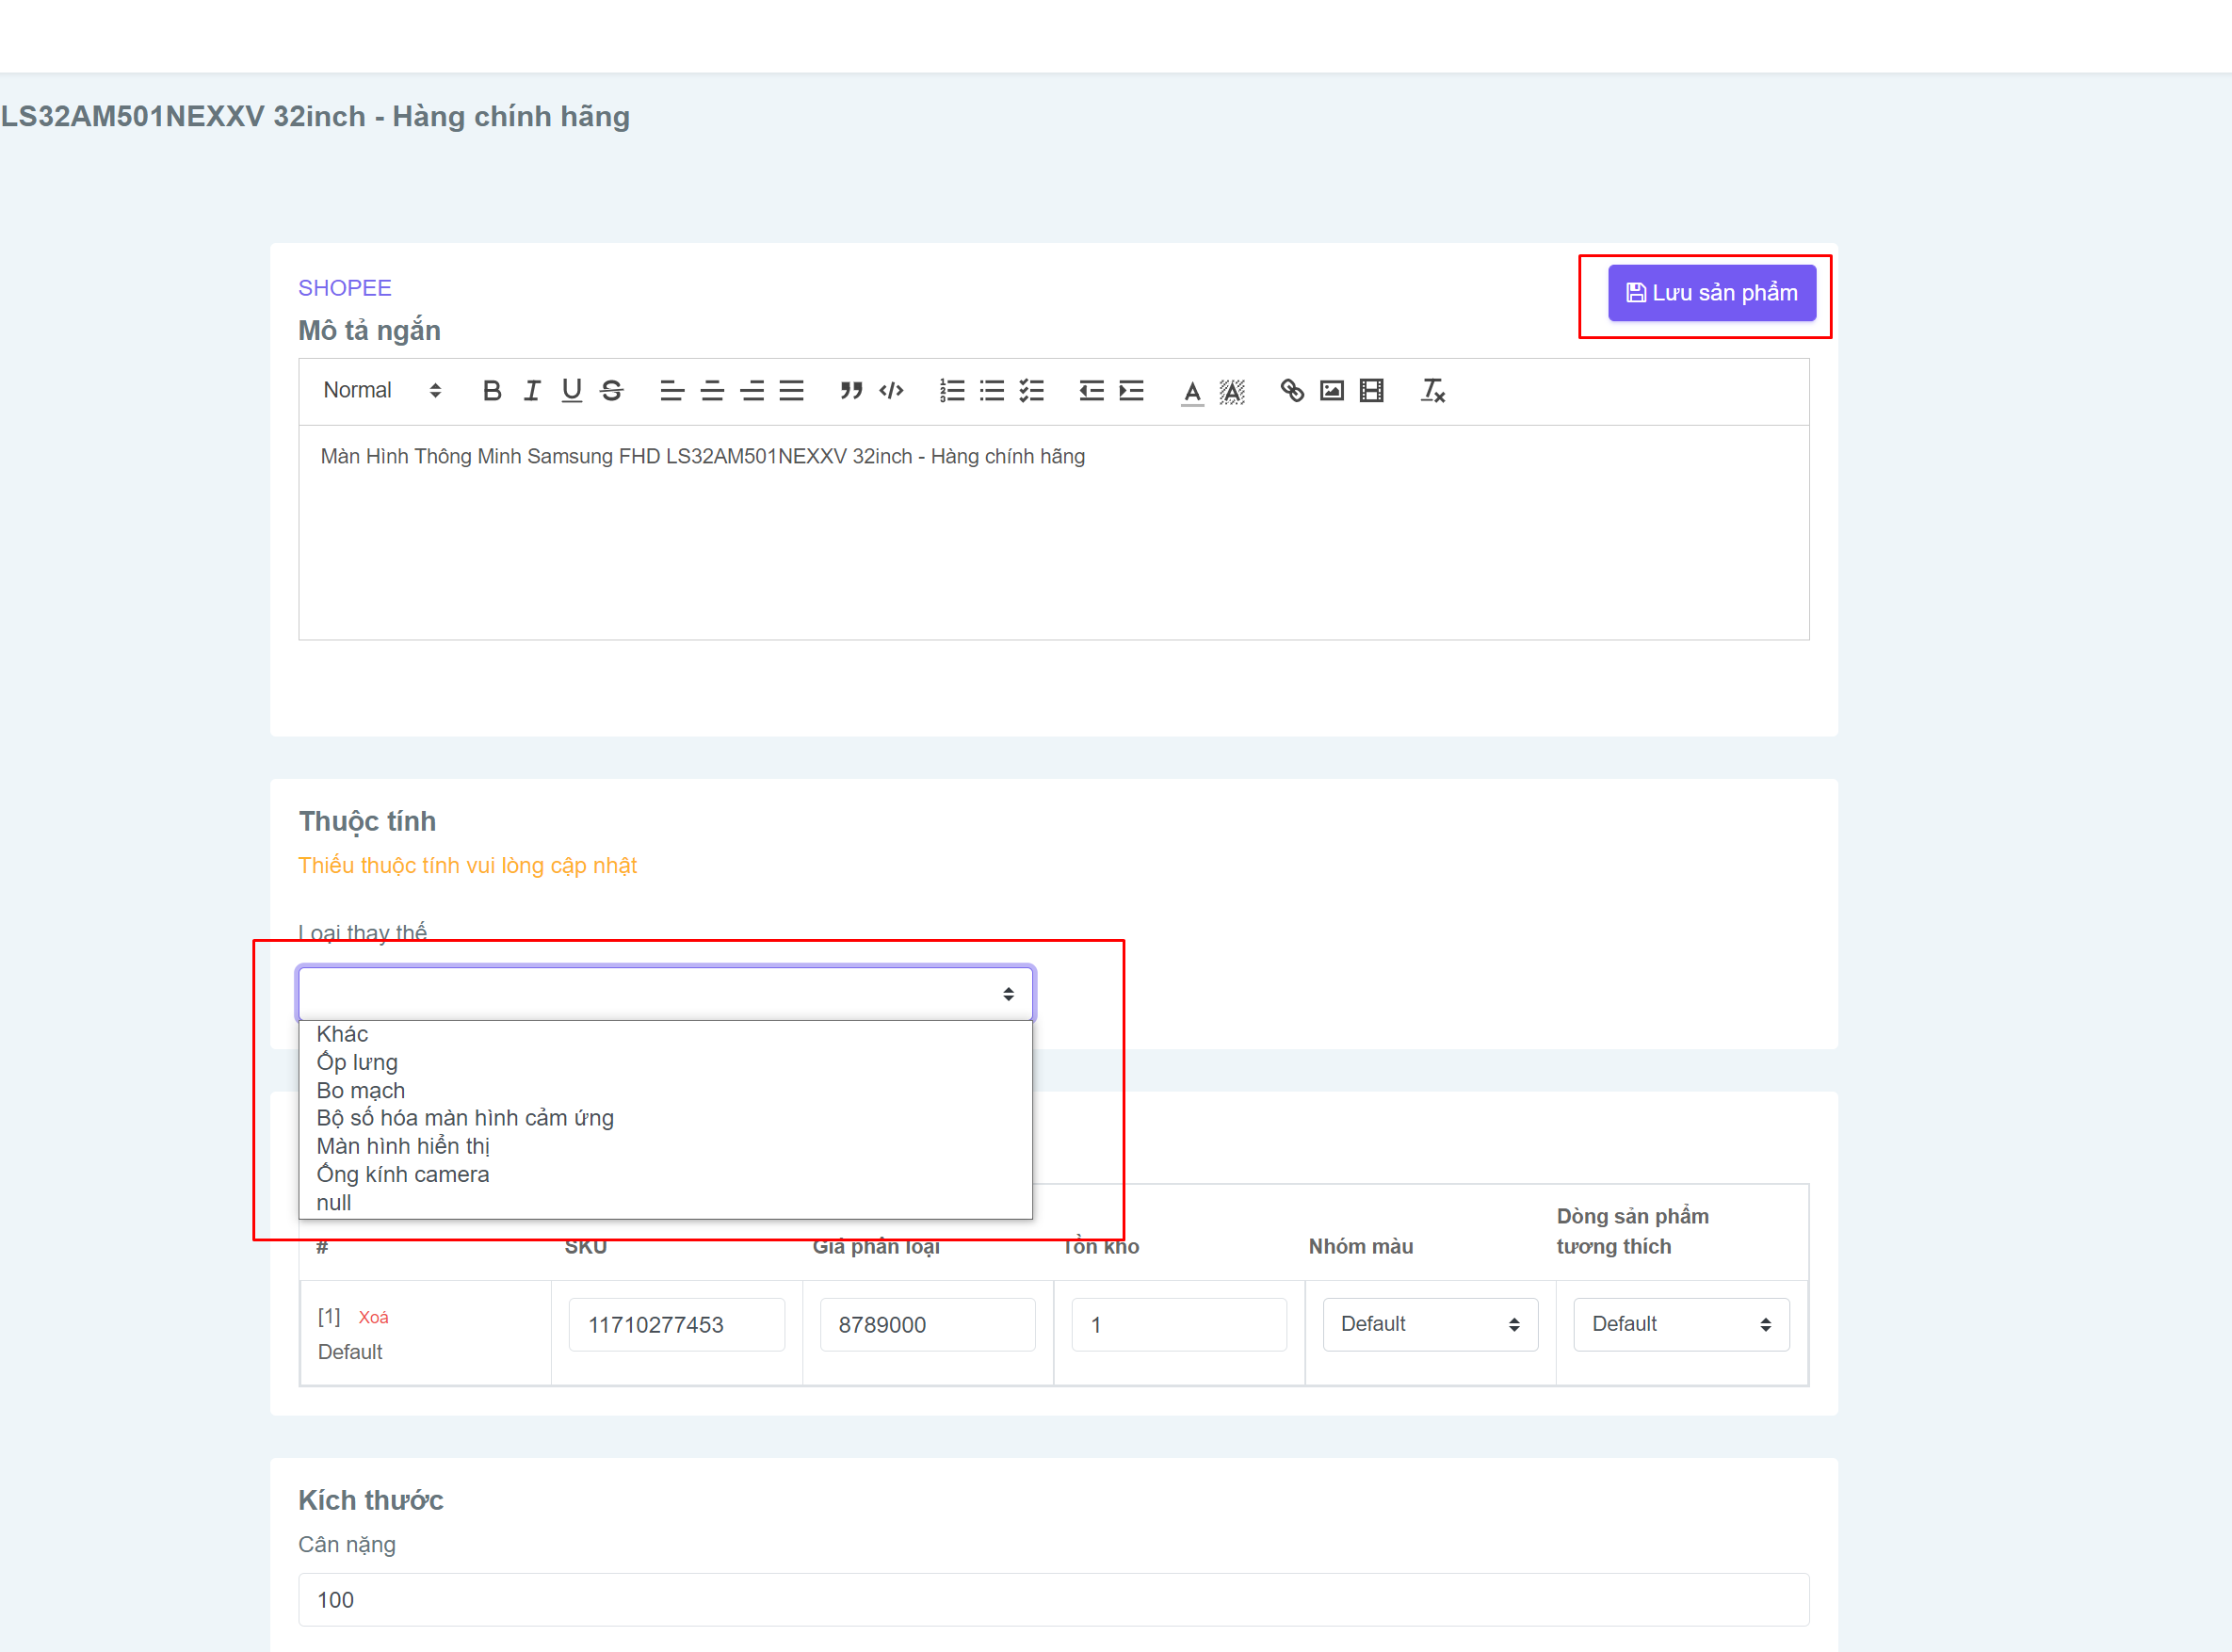 LS32AM501NEXXV 32inch - Hàng chính hãng
SHOPEE
Lưu sản phẩm
Mô tả ngắn
Normal
Màn Hình Thông Minh Samsung FHD LS32AM501NEXXV 32inch - Hàng chính hãng
Thuộc tính
Thiếu thuộc tính vui lòng cập nhật
Loại thay thế
Khác
Ốp lưng
Bo mạch
Bộ số hóa màn hình cảm ứng
Màn hình hiển thị
Ống kính camera
null
# SKU Giá phân loại Tồn kho Nhóm màu Dòng sản phẩm tương thích
[1] Xoá 11710277453 8789000 1 Default Default
Default
Kích thước
Cân nặng
100